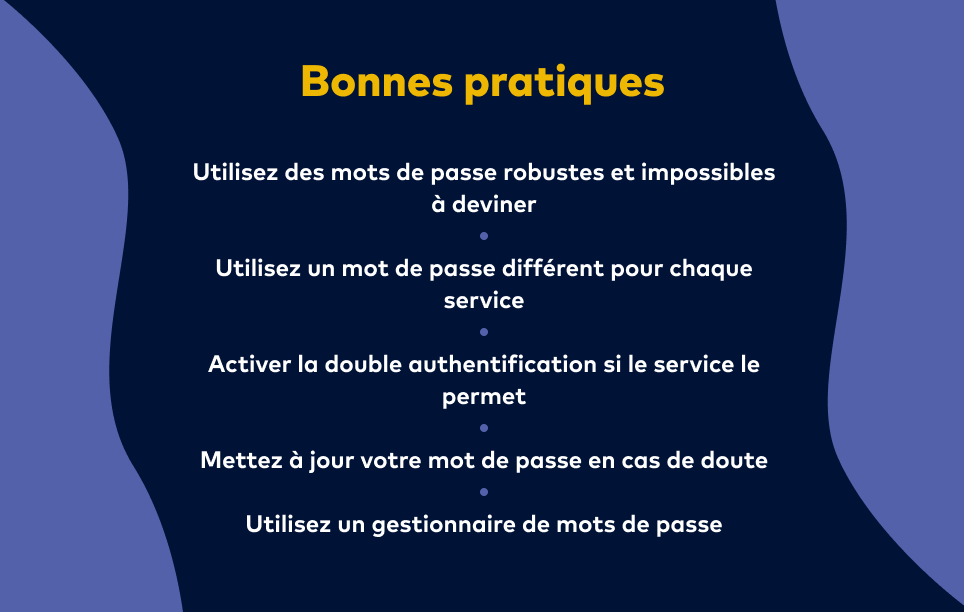 Bonnes pratiques
Utilisez des mots de passe robustes et impossibles
à deviner
Utilisez un mot de passe différent pour chaque
service
Activer la double authentification si le service le
permet
Mettez à jour votre mot de passe en cas de doute
Utilisez un gestionnaire de mots de passe